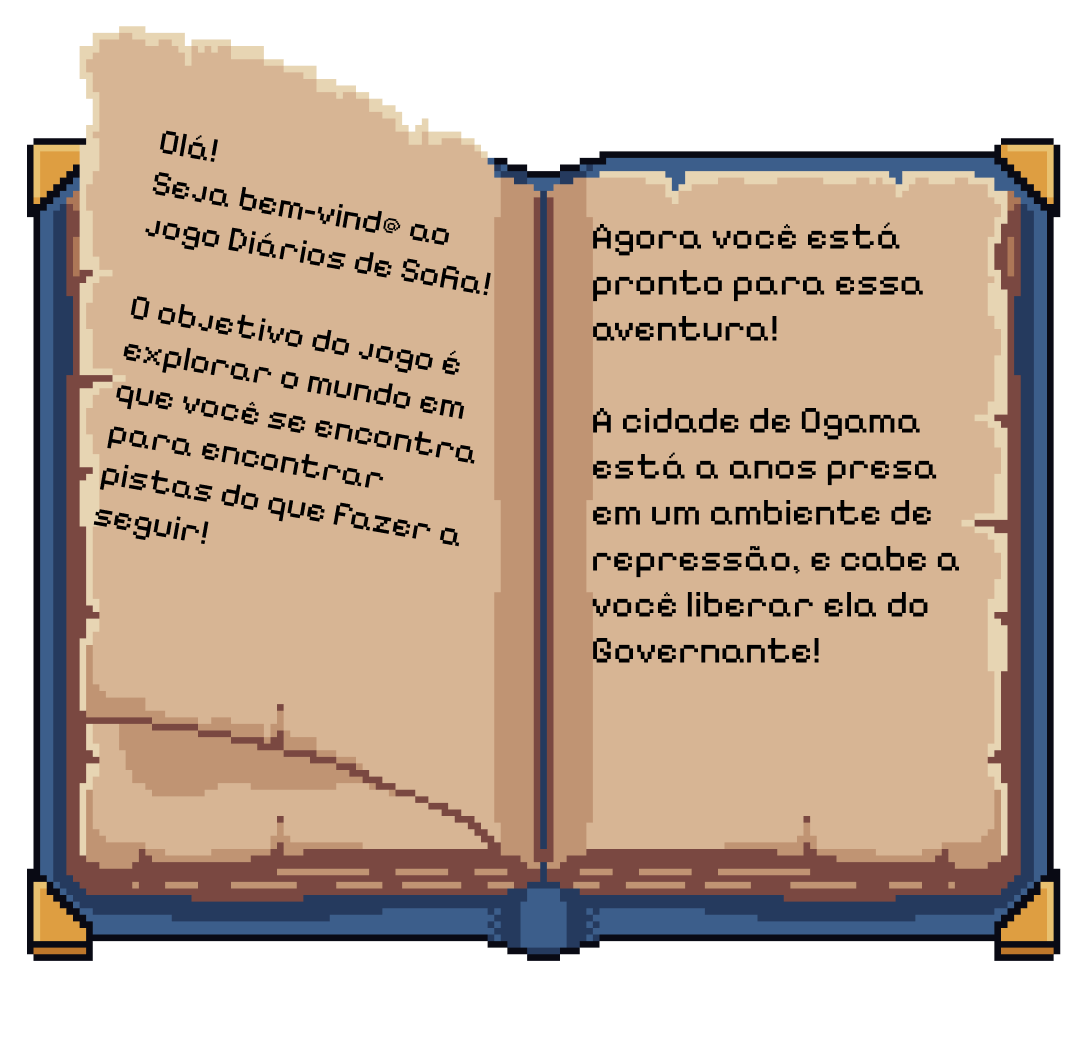 Olá!
Seja bem-vind@ ao
jogo Diários de Sofia!
O objetivo do jogo é
explorar o mundo em
que você se encontra
para encontrar
pistas do que fazer a
seguir!
Agora você está
pronto para essa
aventura!
A cidade de Ogama
está a anos presa
em um ambiente de
repressão, e cabe a
você liberar ela do
Governante!